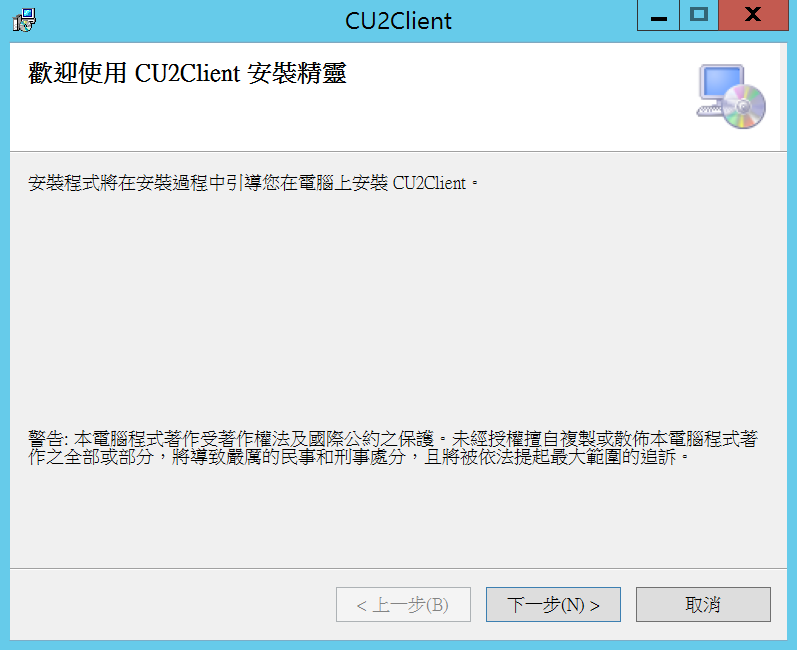 CU2Client
歡迎使用 CU2Client 安裝精靈
安裝程式將在安裝過程中引導您在電腦上安裝 CU2Client。
警告: 本電腦程式著作受著作權法及國際公約之保護。未經授權擅自複製或散佈本電腦程式著
作之全部或部分，將導致嚴厲的民事和刑事處分，且將被依法提起最大範圍的追訴。
< 上一步(B)
下一步(N) >
取消